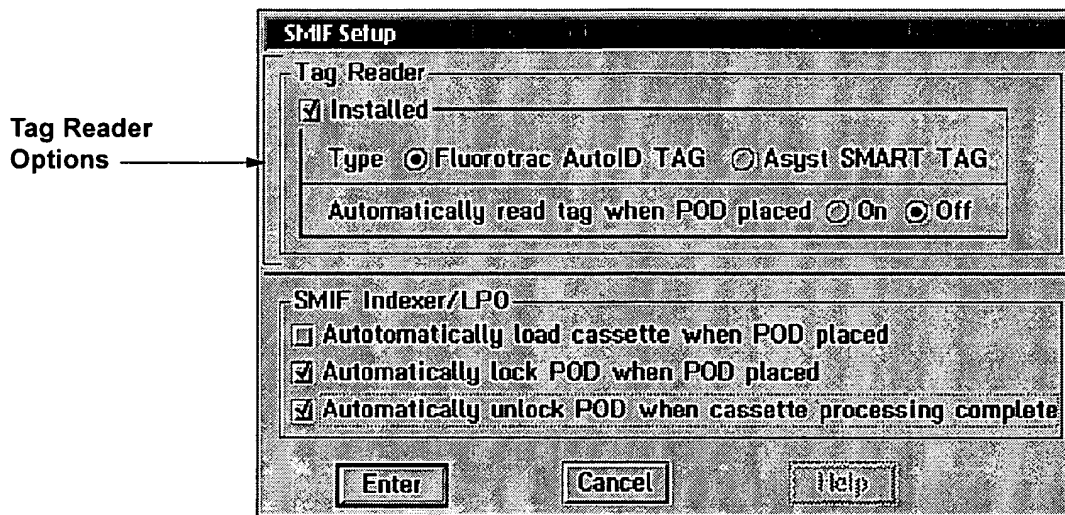 SMIF Setup
Tag Reader
Installed
Tag Reader
Options
Type Fluorotrac AutoID TAG Asyst SMART TAG
Automatically read tag when POD placed On Off
SMIF Indexer/LPO
Autotomatically load cassette when POD placed
Automatically lock POD when POD placed
Automatically unlock POD when cassette processing complete
Enter Cancel Help